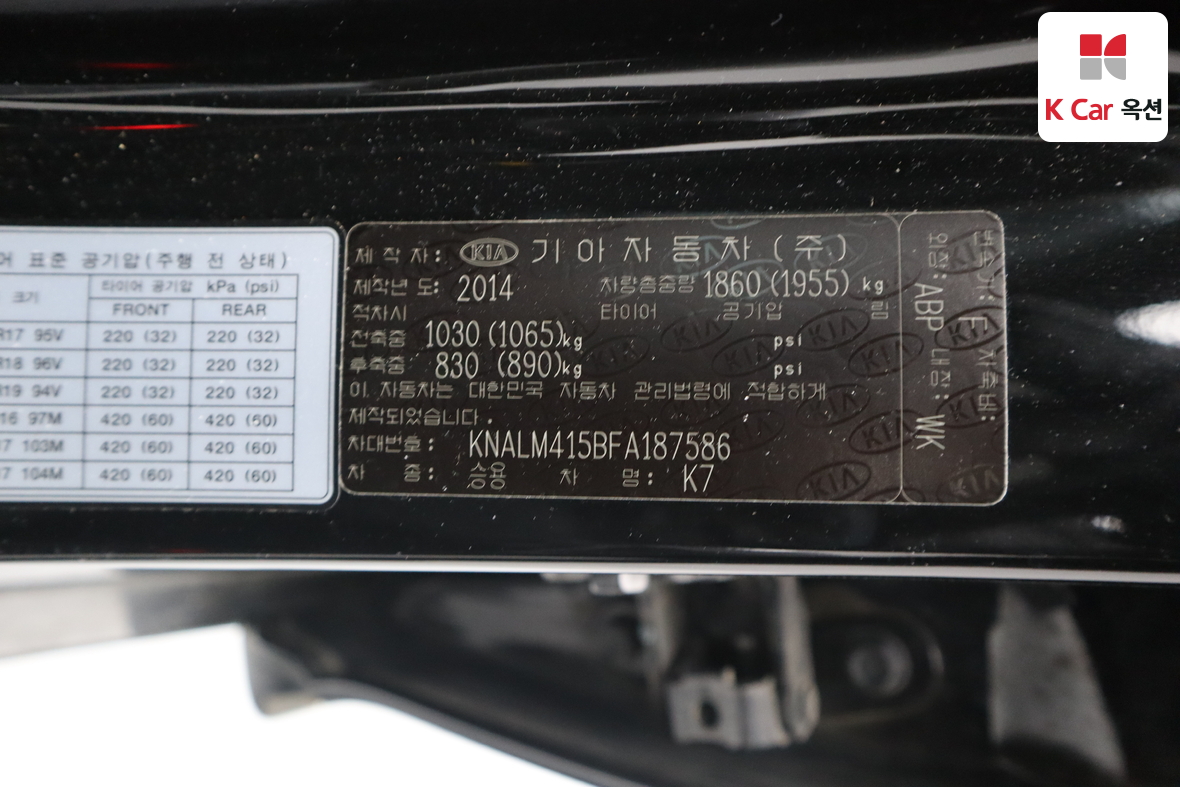 K Car 옥션
어 표준 공기압(주행 전 상태)
크기 타이어 공기압 kPa (psi)
FRONT REAR
R17 95V 220 (32) 220 (32)
R18 96V 220 (32) 220 (32)
R19 94V 220 (32) 220 (32)
16 97M 420 (60) 420 (60)
7 103M 420 (60) 420 (60)
7 104M 420 (60) 420 (60)
제 작 자: KIA 기 아 자 동 차 (주)
제작년 도: 2014 차량총중량 1860 (1955) kg
적차시 타이어 공기압 림
전축중 1030 (1065)kg psi
후축중 830 (890)kg psi
이 자동차는 대한민국 자동차 관리법령에 적합하게
제작되었습니다.
차대번호: KNALM415BFA187586
차 종: 승용 차 명: K7
변속기: E 차축비:
외장: ABP 내장: WK